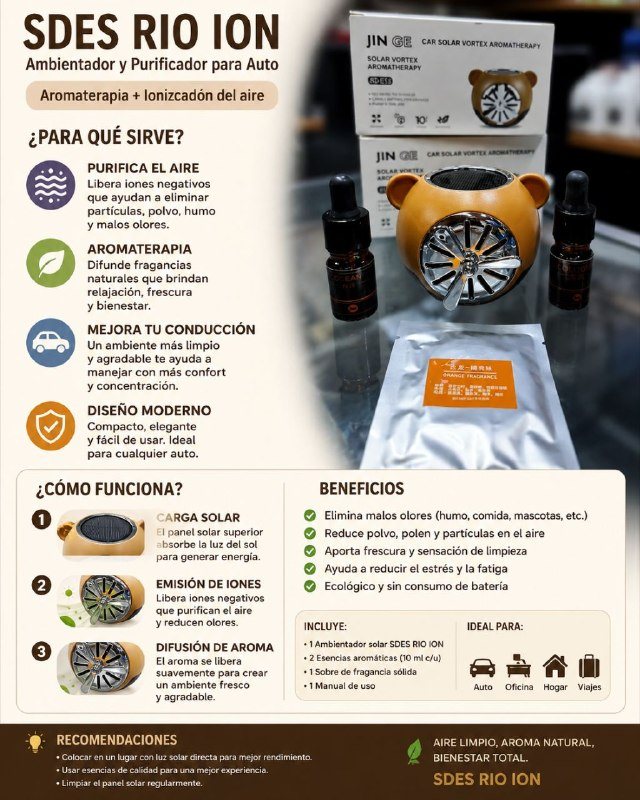 SDES RIO ION
Ambientador y Purificador para Auto
Aromaterapia + Ionizcadón del aire
¿PARA QUÉ SIRVE?
PURIFICA EL AIRE
Libera iones negativos
que ayudan a eliminar
partículas, polvo, humo
y malos olores.
AROMATERAPIA
Difunde fragancias
naturales que brindan
relajación, frescura
y bienestar.
MEJORA TU CONDUCCIÓN
Un ambiente más limpio
y agradable te ayuda a
manejar con más confort
y concentración.
DISEÑO MODERNO
Compacto, elegante
y fácil de usar. Ideal
para cualquier auto.
JIN GE
CAR SOLAR VORTEX AROMATHERAPY
SOLAR VORTEX
AROMATHERAPY
JIN GE
CAR SOLAR VORTEX AROMATHERAPY
SOLAR VORTEX
AROMATHERAPY
ORANGE FRAGRANCE
¿CÓMO FUNCIONA?
1
CARGA SOLAR
El panel solar superior
absorbe la luz del sol
para generar energía.
2
EMISIÓN DE IONES
Libera iones negativos
que purifican el aire
y reducen olores.
3
DIFUSIÓN DE AROMA
El aroma se libera
suavemente para crear
un ambiente fresco
y agradable.
BENEFICIOS
Elimina malos olores (humo, comida, mascotas, etc.)
Reduce polvo, polen y partículas en el aire
Aporta frescura y sensación de limpieza
Ayuda a reducir el estrés y la fatiga
Ecológico y sin consumo de batería
INCLUYE:
• 1 Ambientador solar SDES RIO ION
• 2 Esencias aromáticas (10 ml c/u)
• 1 Sobre de fragancia sólida
• 1 Manual de uso
IDEAL PARA:
Auto
Oficina
Hogar
Viajes
RECOMENDACIONES
• Colocar en un lugar con luz solar directa para mejor rendimiento.
• Usar esencias de calidad para una mejor experiencia.
• Limpiar el panel solar regularmente.
AIRE LIMPIO, AROMA NATURAL,
BIENESTAR TOTAL.
SDES RIO ION